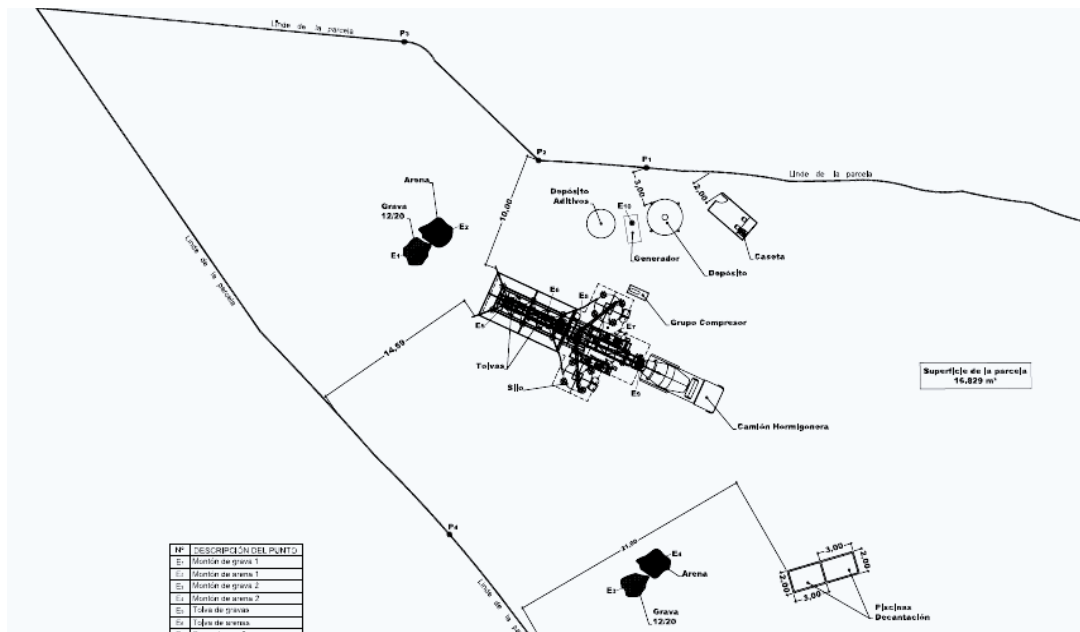 Linde de la parcela
P3
P2
P1
Linde de la parcela
3,00
2,00
10,00
Arena
Grava
12/20
E2
E1
Depósito
Aditivos
E10
Generador
Depósito
Caseta
Linde de la parcela
Grupo Compresor
E6
E8
E7
E5
Tolvas
Silo
E9
14,59
Camión Hormigonera
Superficie de la parcela
16.829 m²
P4
21,20
E4
Arena
E3
Grava
12/20
3,00
2,00
2,00
3,00
Piscinas
Decantación
Linde de la
Nº DESCRIPCIÓN DEL PUNTO
E1 Montón de grava 1
E2 Montón de arena 1
E3 Montón de grava 2
E4 Montón de arena 2
E5 Tolva de gravas
E6 Tolva de arenas